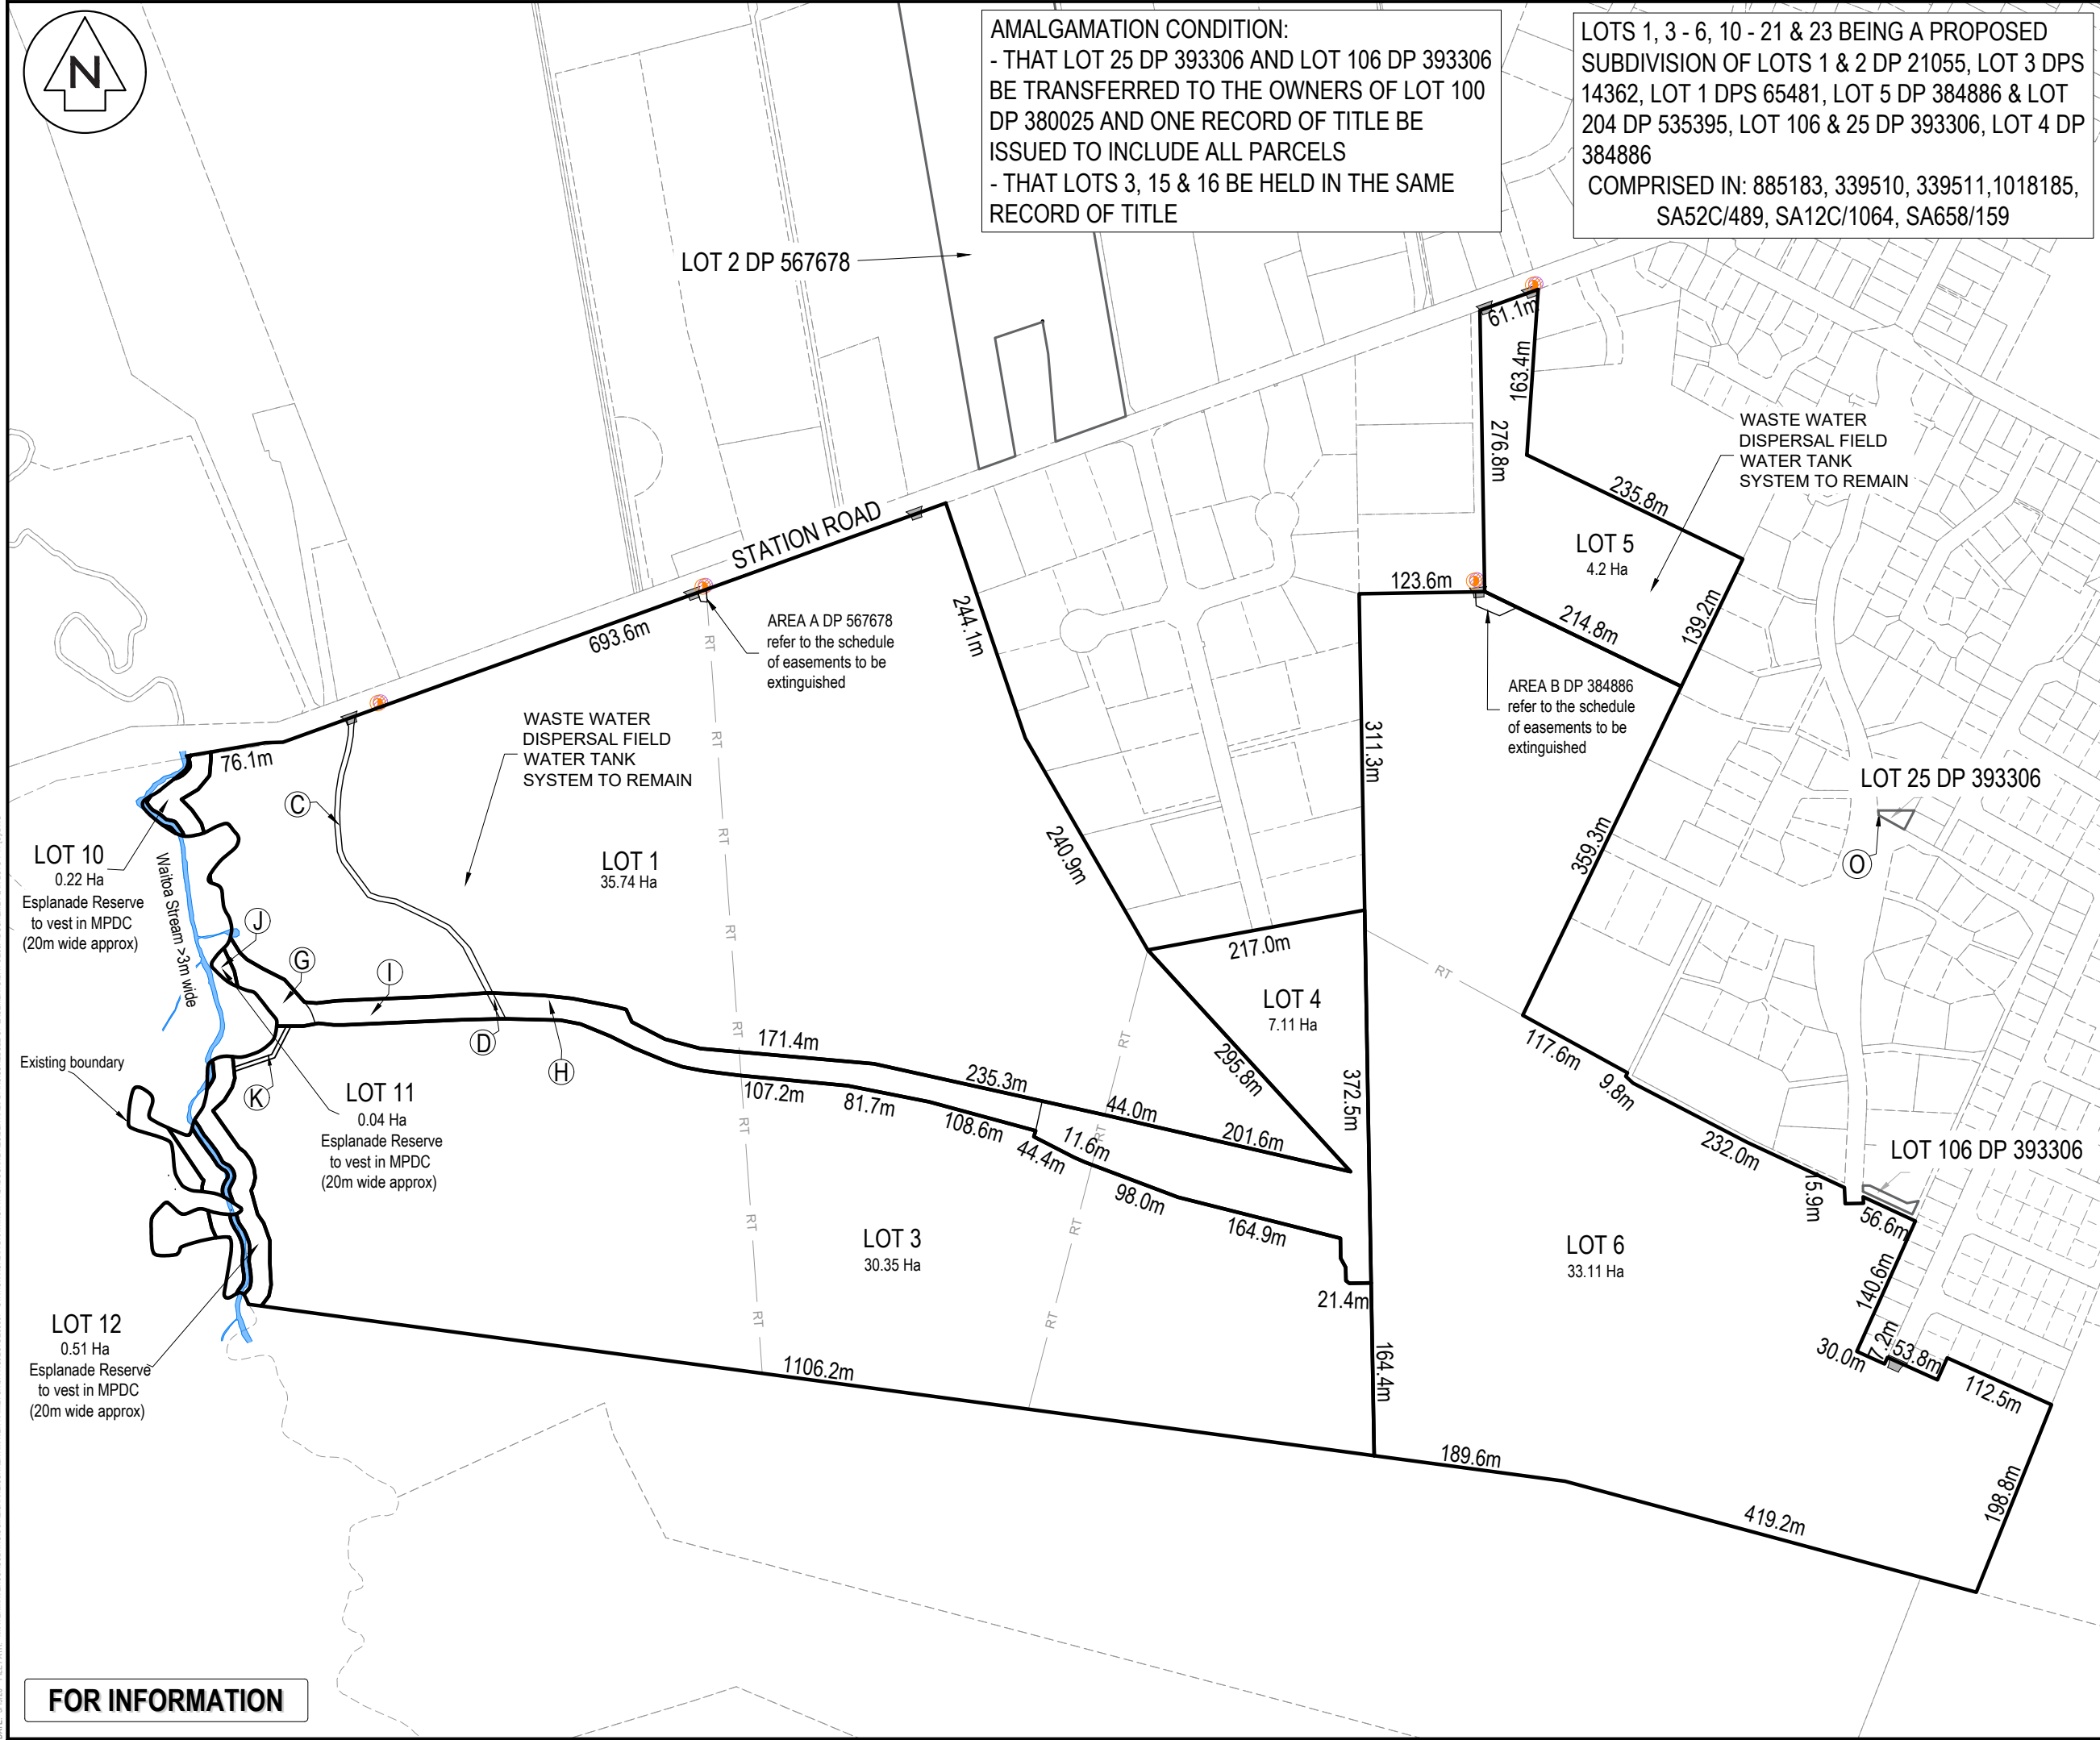 N
AMALGAMATION CONDITION:
- THAT LOT 25 DP 393306 AND LOT 106 DP 393306
BE TRANSFERRED TO THE OWNERS OF LOT 100
DP 380025 AND ONE RECORD OF TITLE BE
ISSUED TO INCLUDE ALL PARCELS
- THAT LOTS 3, 15 & 16 BE HELD IN THE SAME
RECORD OF TITLE
LOTS 1, 3 - 6, 10 - 21 & 23 BEING A PROPOSED
SUBDIVISION OF LOTS 1 & 2 DP 21055, LOT 3 DPS
14362, LOT 1 DPS 65481, LOT 5 DP 384886 & LOT
204 DP 535395, LOT 106 & 25 DP 393306, LOT 4 DP
384886
COMPRISED IN: 885183, 339510, 339511,1018185,
SA52C/489, SA12C/1064, SA658/159
LOT 2 DP 567678
61.1m
163.4m
276.8m
WASTE WATER
DISPERSAL FIELD
WATER TANK
SYSTEM TO REMAIN
235.8m
LOT 5
4.2 Ha
STATION ROAD
123.6m
214.8m
139.2m
693.6m
244.1m
AREA A DP 567678
refer to the schedule
of easements to be
extinguished
RT
AREA B DP 384886
refer to the schedule
of easements to be
extinguished
WASTE WATER
DISPERSAL FIELD
WATER TANK
SYSTEM TO REMAIN
311.3m
76.1m
RT
LOT 25 DP 393306
C
RT
240.9m
359.3m
LOT 10
0.22 Ha
Esplanade Reserve
to vest in MPDC
(20m wide approx)
Waitoa Stream >3m wide
LOT 1
35.74 Ha
O
J
RT
217.0m
G
I
RT
LOT 4
7.11 Ha
D
H
RT
RT
171.4m
295.8m
117.6m
Existing boundary
K
LOT 11
0.04 Ha
Esplanade Reserve
to vest in MPDC
(20m wide approx)
235.3m
107.2m
81.7m
108.6m
44.0m
201.6m
372.5m
9.8m
RT
44.4m
11.6m
RT
232.0m
LOT 106 DP 393306
98.0m
15.9m
56.6m
RT
RT
164.9m
LOT 3
30.35 Ha
LOT 6
33.11 Ha
140.6m
21.4m
RT
RT
LOT 12
0.51 Ha
Esplanade Reserve
to vest in MPDC
(20m wide approx)
1106.2m
164.4m
30.0m
7.2m
53.8m
112.5m
189.6m
198.8m
419.2m
FOR INFORMATION